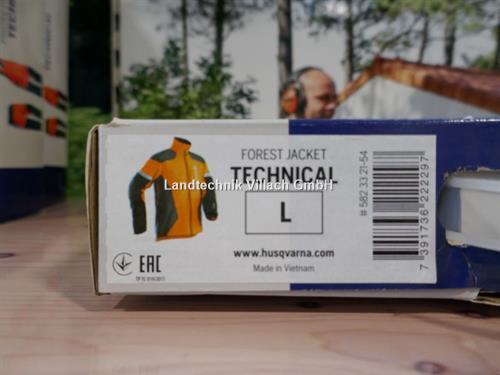 FOREST JACKET
TECHNICAL
Landtechnik Villach GmbH
L
www.husqvarna.com
Made in Vietnam
EAC
# 582 33 21-54
7 391736 222297